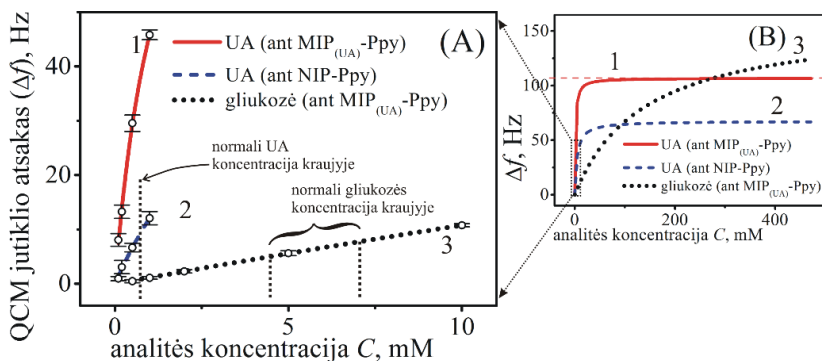 QCM jutiklio atsakas (Δf), Hz
40
20
0
(A)
1
2
3
UA (ant MIP(UA)-Ppy)
UA (ant NIP-Ppy)
gliukozė (ant MIP(UA)-Ppy)
normali UA
koncentracija kraujyje
normali gliukozės
koncentracija kraujyje
0
5
10
analitės koncentracija C, mM
Δf, Hz
150
100
50
0
(B)
1
2
3
UA (ant MIP(UA)-Ppy)
UA (ant NIP-Ppy)
gliukozė (ant MIP(UA)-Ppy)
0
200
400
analitės koncentracija C, mM